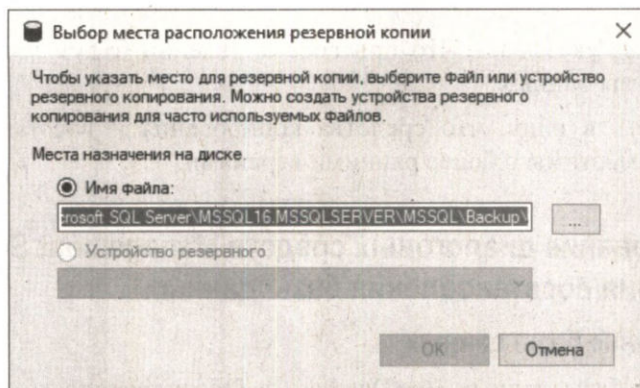 Выбор места расположения резервной копии
Чтобы указать место для резервной копии, выберите файл или устройство
резервного копирования. Можно создать устройства резервного
копирования для часто используемых файлов.
Места назначения на диске.
Имя файла:
crosoft SQL Server\MSSQL16.MSSQLSERVER\MSSQL\Backup\
...
Устройство резервного
OK
Отмена